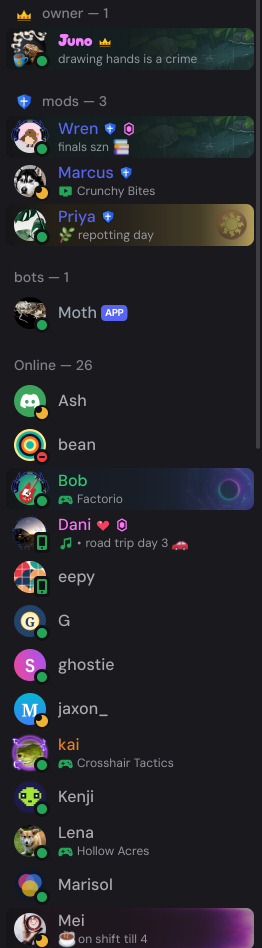 owner — 1
Juno
drawing hands is a crime
mods — 3
Wren
finals szn
Marcus
Crunchy Bites
Priya
repotting day
bots — 1
Moth APP
Online — 26
Ash
bean
Bob
Factorio
Dani
• road trip day 3
eepy
G
G
S
ghostie
M
jaxon_
kai
Crosshair Tactics
Kenji
Lena
Hollow Acres
Marisol
Mei
on shift till 4